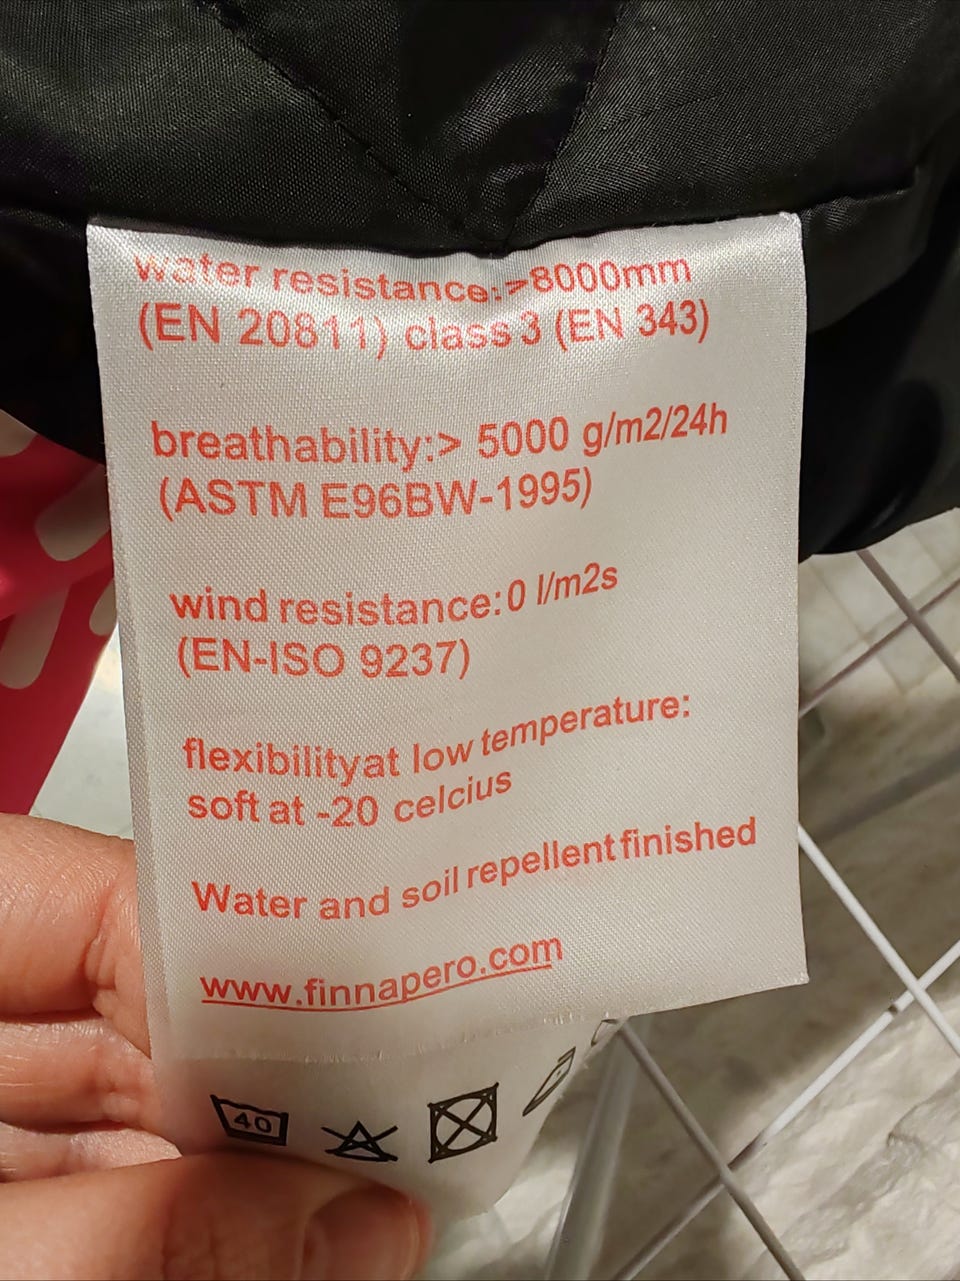 water resistance:>8000mm
(EN 20811) class 3 (EN 343)
breathability:> 5000 g/m2/24h
(ASTM E96BW-1995)
wind resistance:0 l/m2s
(EN-ISO 9237)
flexibility at low temperature:
soft at -20 celcius
Water and soil repellent finished
www.finnapero.com
40